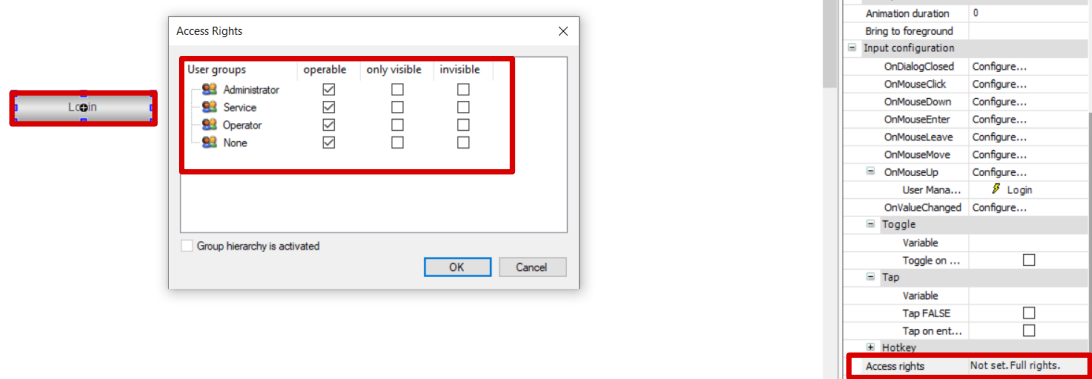 Login
Access Rights
User groups operable only visible invisible
Administrator
Service
Operator
None
Group hierarchy is activated
OK Cancel
Animation duration 0
Bring to foreground
Input configuration
OnDialogClosed Configure...
OnMouseClick Configure...
OnMouseDown Configure...
OnMouseEnter Configure...
OnMouseLeave Configure...
OnMouseMove Configure...
OnMouseUp Configure...
User Mana... Login
OnValueChanged Configure...
Toggle
Variable
Toggle on ...
Tap
Variable
Tap FALSE
Tap on ent...
Hotkey
Access rights Not set. Full rights.